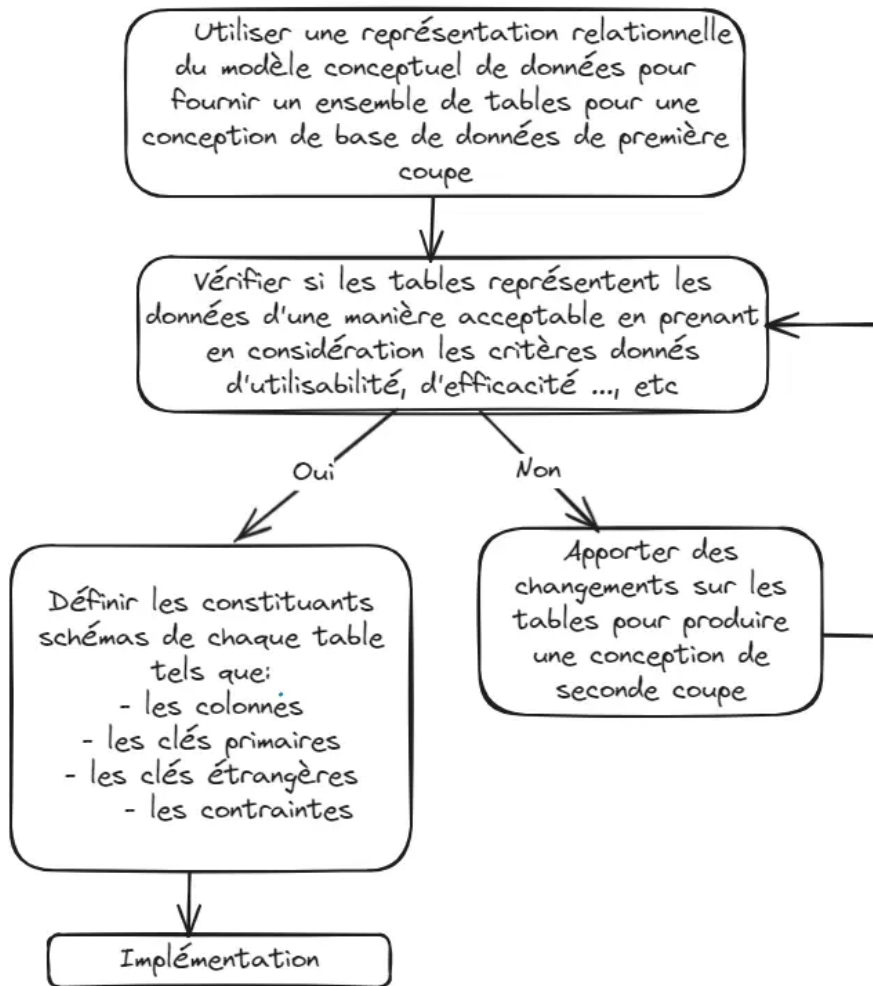 Utiliser une représentation relationnelle
du modèle conceptuel de données pour
fournir un ensemble de tables pour une
conception de base de données de première
coupe
Vérifier si les tables représentent les
données d'une manière acceptable en prenant
en considération les critères donnés
d'utilisabilité, d'efficacité ..., etc
Oui
Non
Définir les constituants
schémas de chaque table
tels que:
- les colonnes
- les clés primaires
- les clés étrangères
- les contraintes
Apporter des
changements sur les
tables pour produire
une conception de
seconde coupe
Implémentation